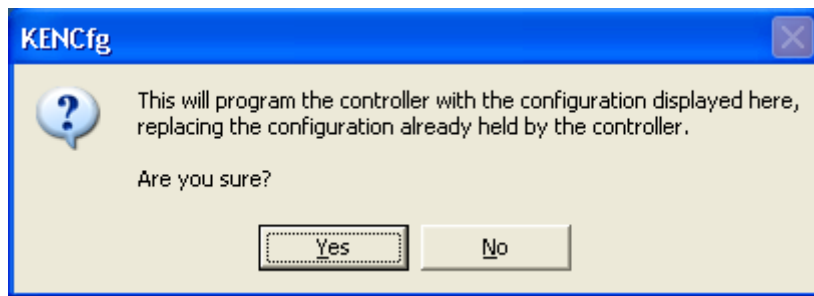 KENCfg
This will program the controller with the configuration displayed here,
replacing the configuration already held by the controller.
Are you sure?
Yes
No